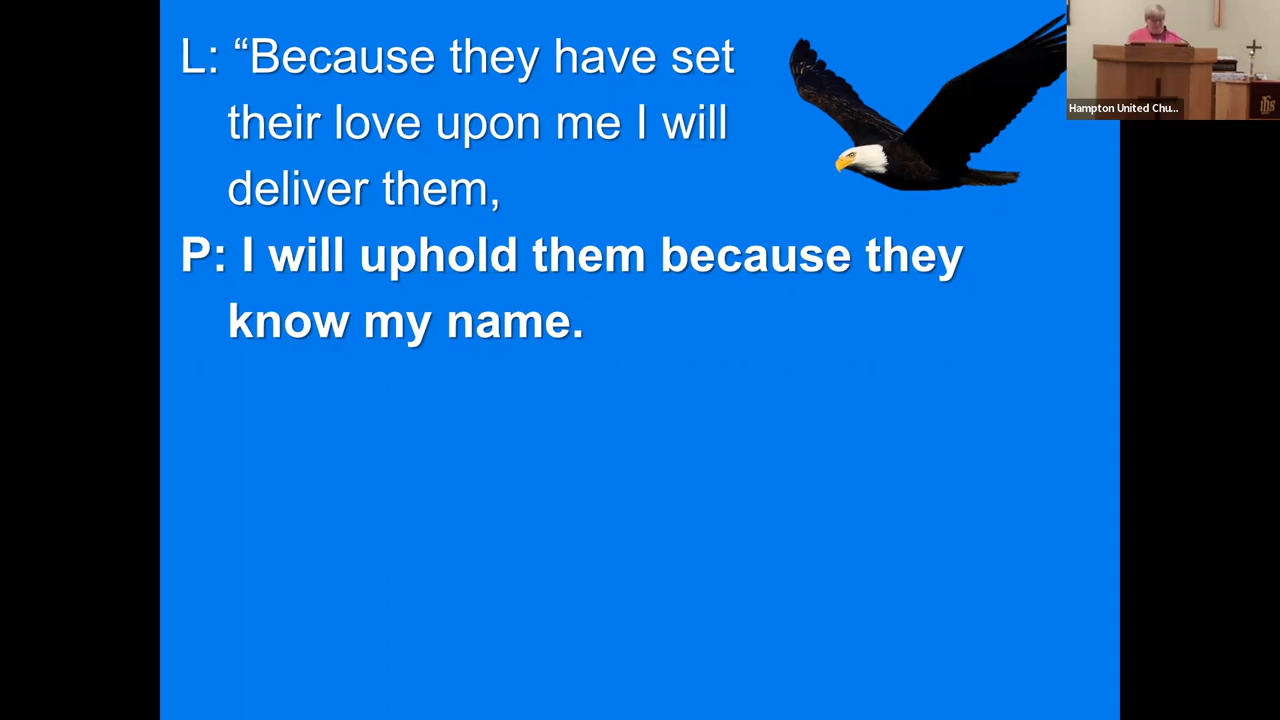 L: “Because they have set
their love upon me I will
deliver them,
P: I will uphold them because they
know my name.
Hampton United Chu...
ihs